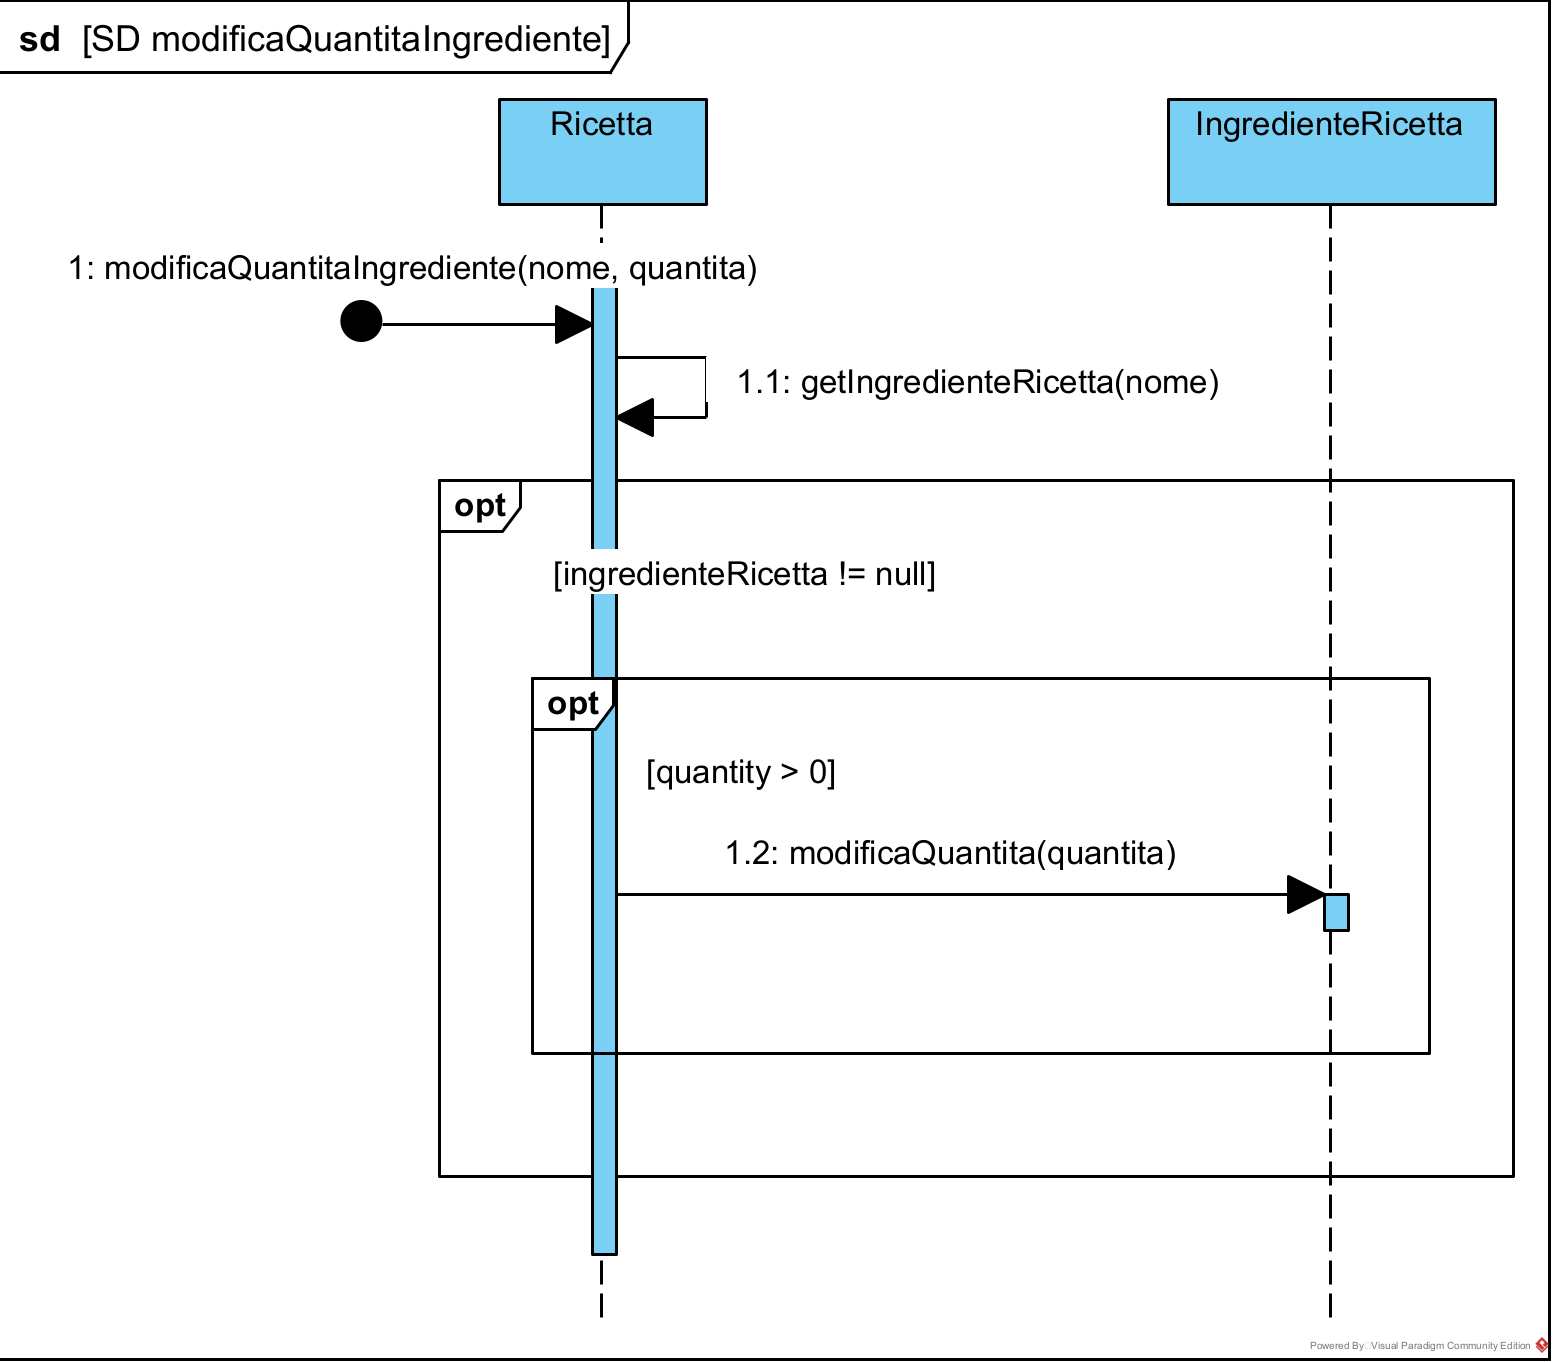 sd [SD modificaQuantitaIngrediente]
Ricetta
IngredienteRicetta
1: modificaQuantitaIngrediente(nome, quantita)
1.1: getIngredienteRicetta(nome)
opt
[ingredienteRicetta != null]
opt
[quantity > 0]
1.2: modificaQuantita(quantita)
Powered By Visual Paradigm Community Edition